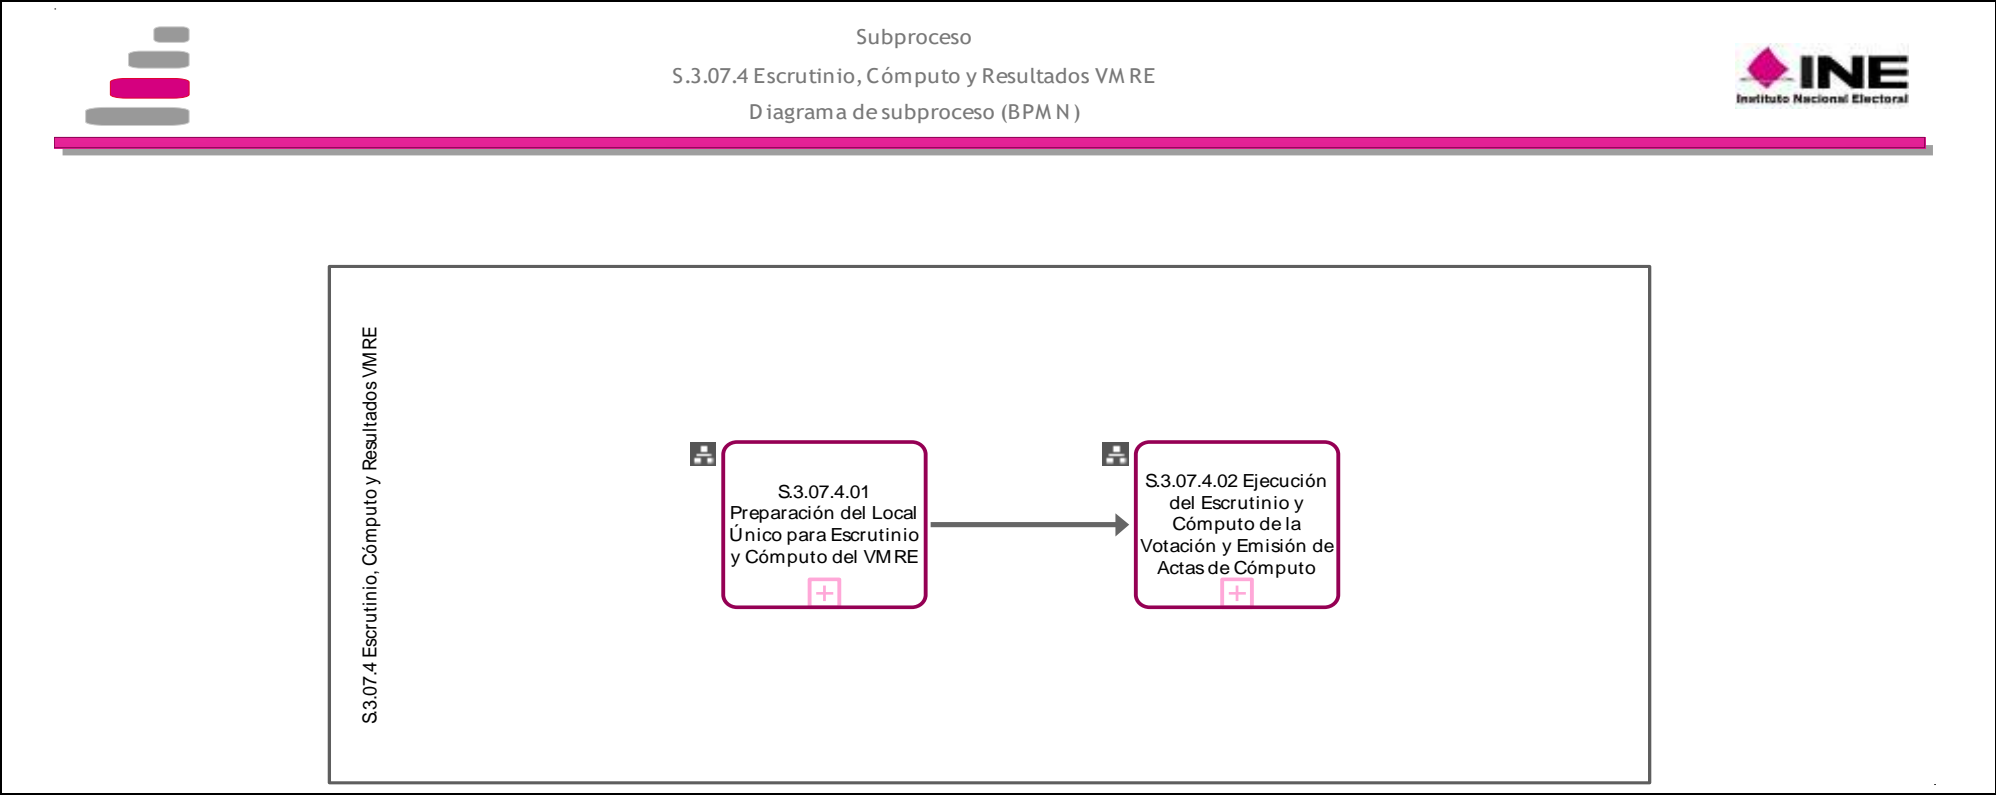 Subproceso
S.3.07.4 Escrutinio, Cómputo y Resultados VMRE
Diagrama de subproceso (BPMN)
INE
Instituto Nacional Electoral
S.3.07.4 Escrutinio, Cómputo y Resultados VMRE
S.3.07.4.01
Preparación del Local
Único para Escrutinio
y Cómputo del VMRE
S.3.07.4.02 Ejecución
del Escrutinio y
Cómputo de la
Votación y Emisión de
Actas de Cómputo